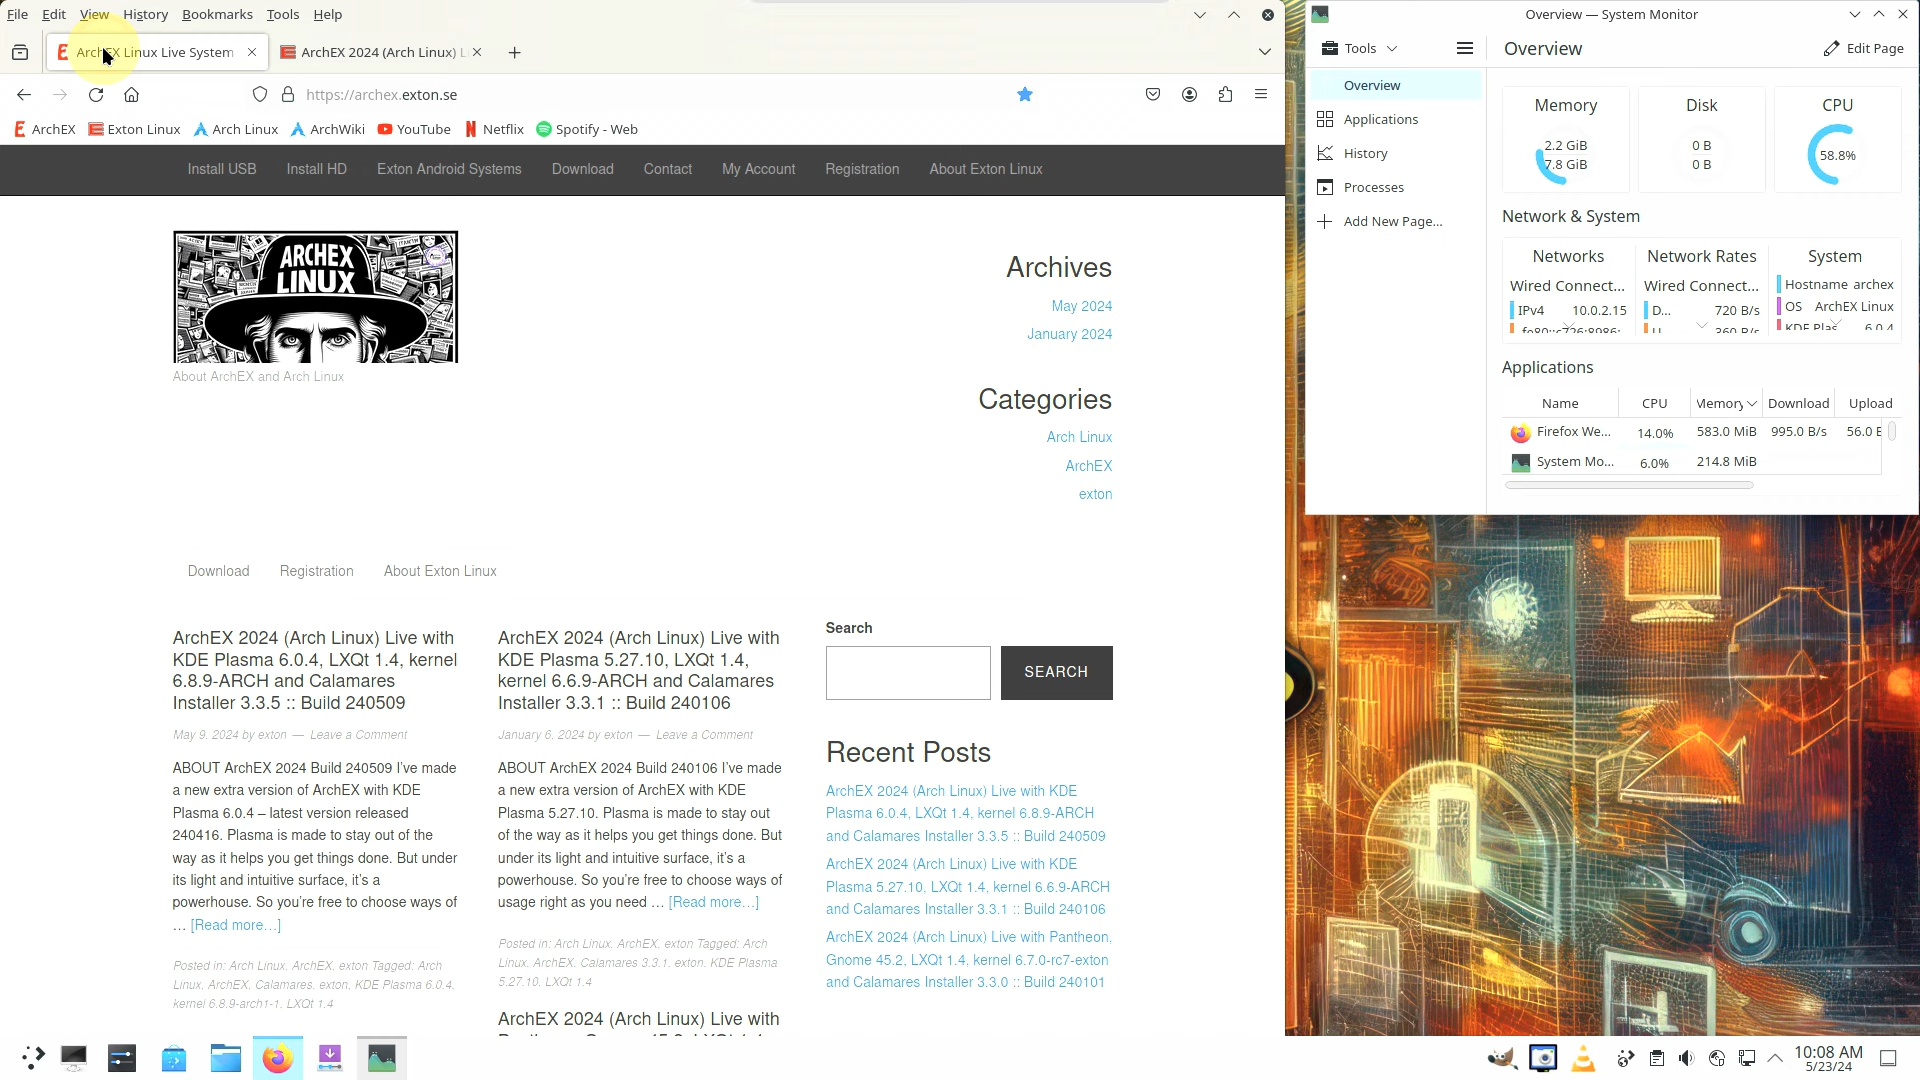 File Edit View History Bookmarks Tools Help
ArchEX Linux Live System
ArchEX 2024 (Arch Linux) L
https://archex.exton.se
ArchEX Exton Linux Arch Linux ArchWiki YouTube Netflix Spotify - Web
Install USB Install HD Exton Android Systems Download Contact My Account Registration About Exton Linux
ARCHEX
LINUX
About ArchEX and Arch Linux
Archives
May 2024
January 2024
Categories
Arch Linux
ArchEX
exton
Download Registration About Exton Linux
ArchEX 2024 (Arch Linux) Live with
KDE Plasma 6.0.4, LXQt 1.4, kernel
6.8.9-ARCH and Calamares
Installer 3.3.5 :: Build 240509
May 9, 2024 by exton — Leave a Comment
ABOUT ArchEX 2024 Build 240509 I've made
a new extra version of ArchEX with KDE
Plasma 6.0.4 – latest version released
240416. Plasma is made to stay out of the
way as it helps you get things done. But under
its light and intuitive surface, it's a
powerhouse. So you're free to choose ways of
... [Read more...]
Posted in: Arch Linux, ArchEX, exton Tagged: Arch
Linux, ArchEX, Calamares, exton, KDE Plasma 6.0.4,
kernel 6.8.9-arch1-1, LXQt 1.4
ArchEX 2024 (Arch Linux) Live with
KDE Plasma 5.27.10, LXQt 1.4,
kernel 6.6.9-ARCH and Calamares
Installer 3.3.1 :: Build 240106
January 6, 2024 by exton — Leave a Comment
ABOUT ArchEX 2024 Build 240106 I've made
a new extra version of ArchEX with KDE
Plasma 5.27.10. Plasma is made to stay out
of the way as it helps you get things done. But
under its light and intuitive surface, it's a
powerhouse. So you're free to choose ways of
usage right as you need ... [Read more...]
Posted in: Arch Linux, ArchEX, exton Tagged: Arch
Linux, ArchEX, Calamares 3.3.1, exton, KDE Plasma
5.27.10, LXQt 1.4
ArchEX 2024 (Arch Linux) Live with
Search
SEARCH
Recent Posts
ArchEX 2024 (Arch Linux) Live with KDE
Plasma 6.0.4, LXQt 1.4, kernel 6.8.9-ARCH
and Calamares Installer 3.3.5 :: Build 240509
ArchEX 2024 (Arch Linux) Live with KDE
Plasma 5.27.10, LXQt 1.4, kernel 6.6.9-ARCH
and Calamares Installer 3.3.1 :: Build 240106
ArchEX 2024 (Arch Linux) Live with Pantheon,
Gnome 45.2, LXQt 1.4, kernel 6.7.0-rc7-exton
and Calamares Installer 3.3.0 :: Build 240101
Overview — System Monitor
Tools
Overview
Edit Page
Overview
Applications
History
Processes
Add New Page...
Memory Disk CPU
2.2 GiB 0 B
7.8 GiB 0 B
58.8%
Network & System
Networks Network Rates System
Wired Connect... Wired Connect... Hostname archex
IPv4 10.0.2.15 D... 720 B/s OS ArchEX Linux
360 B/s KDE Plas 6.0.4
Applications
Name CPU Memory Download Upload
Firefox We... 14.0% 583.0 MiB 995.0 B/s 56.0
System Mo... 6.0% 214.8 MiB
10:08 AM
5/23/24